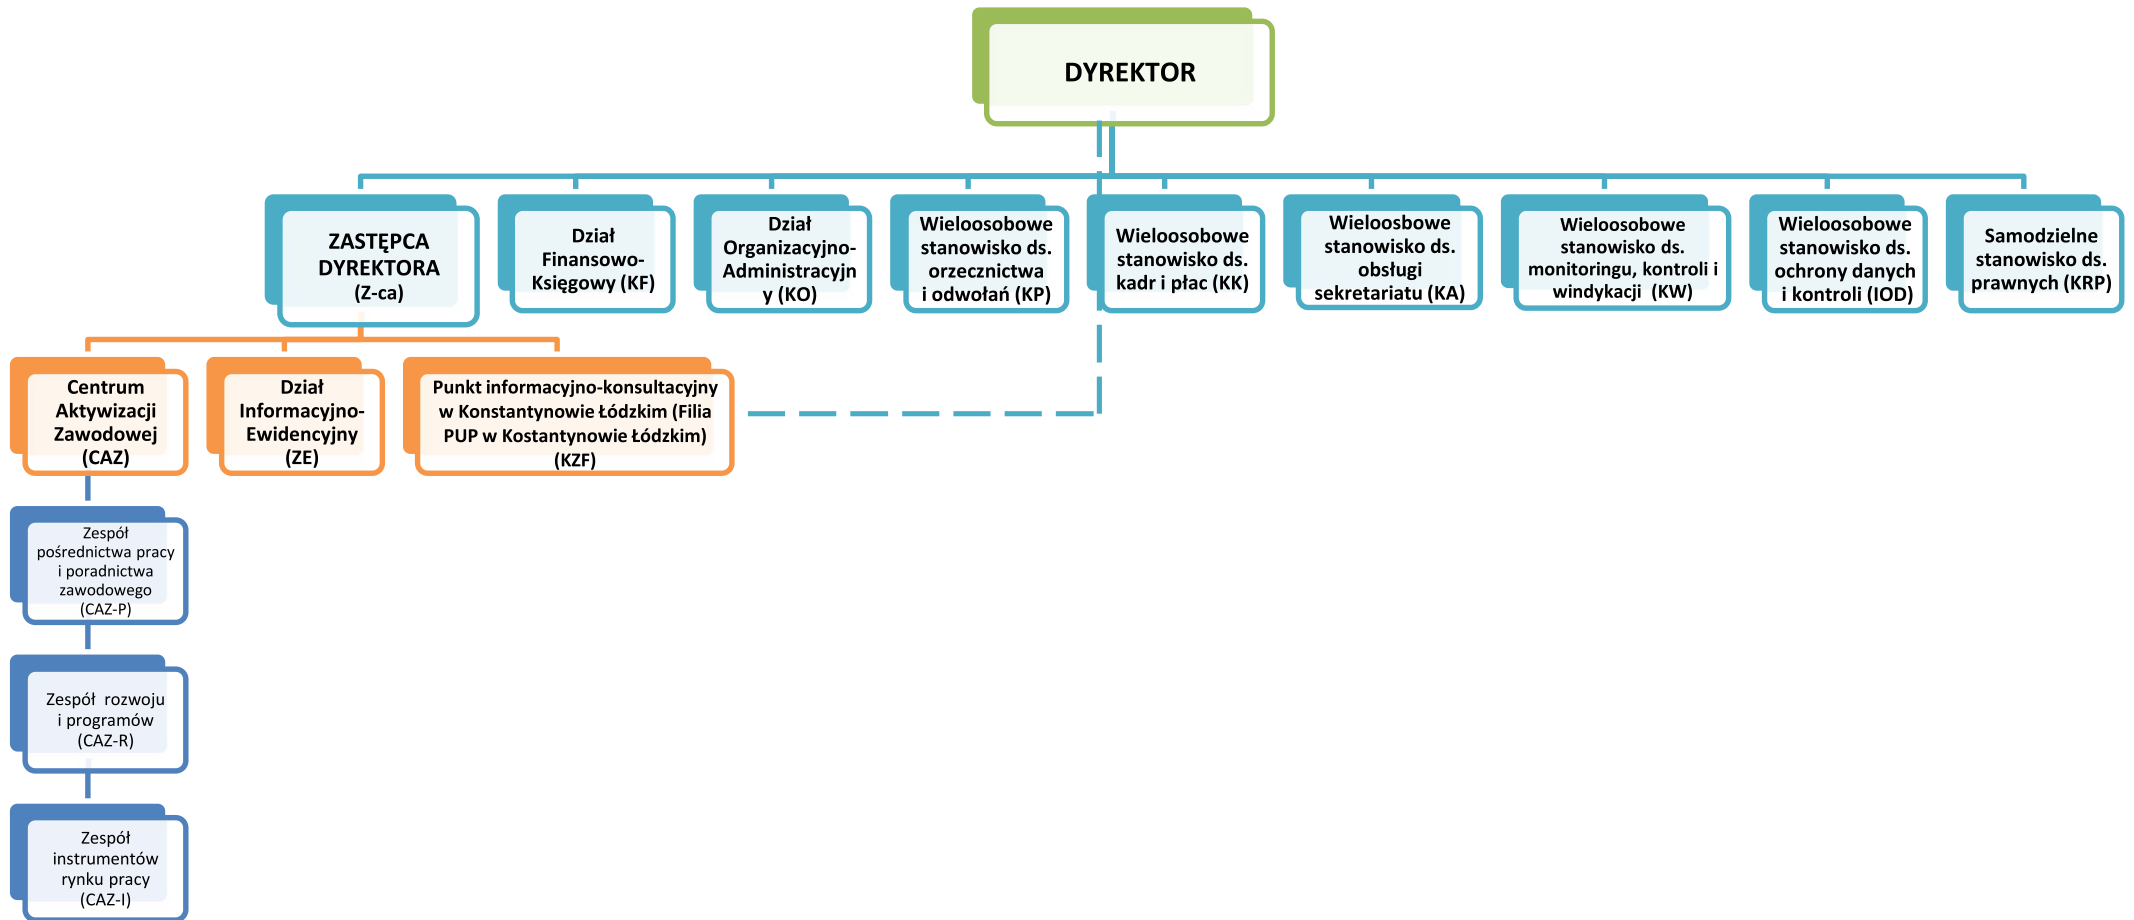 DYREKTOR
ZASTĘPCA
DYREKTORA
(Z-ca)
Dział
Finansowo-
Księgowy (KF)
Dział
Organizacyjno-
Administracyjn
y (KO)
Wieloosobowe
stanowisko ds.
orzecznictwa
i odwołań (KP)
Wieloosobowe
stanowisko ds.
kadr i płac (KK)
Wieloosbowe
stanowisko ds.
obsługi
sekretariatu (KA)
Wieloosobowe
stanowisko ds.
monitoringu, kontroli i
windykacji (KW)
Wieloosobowe
stanowisko ds.
ochrony danych
i kontroli (IOD)
Samodzielne
stanowisko ds.
prawnych (KRP)
Centrum
Aktywizacji
Zawodowej
(CAZ)
Dział
Informacyjno-
Ewidencyjny
(ZE)
Punkt informacyjno-konsultacyjny
w Konstantynowie Łódzkim (Filia
PUP w Kostantynowie Łódzkim)
(KZF)
Zespół
pośrednictwa pracy
i poradnictwa
zawodowego
(CAZ-P)
Zespół rozwoju
i programów
(CAZ-R)
Zespół
instrumentów
rynku pracy
(CAZ-I)